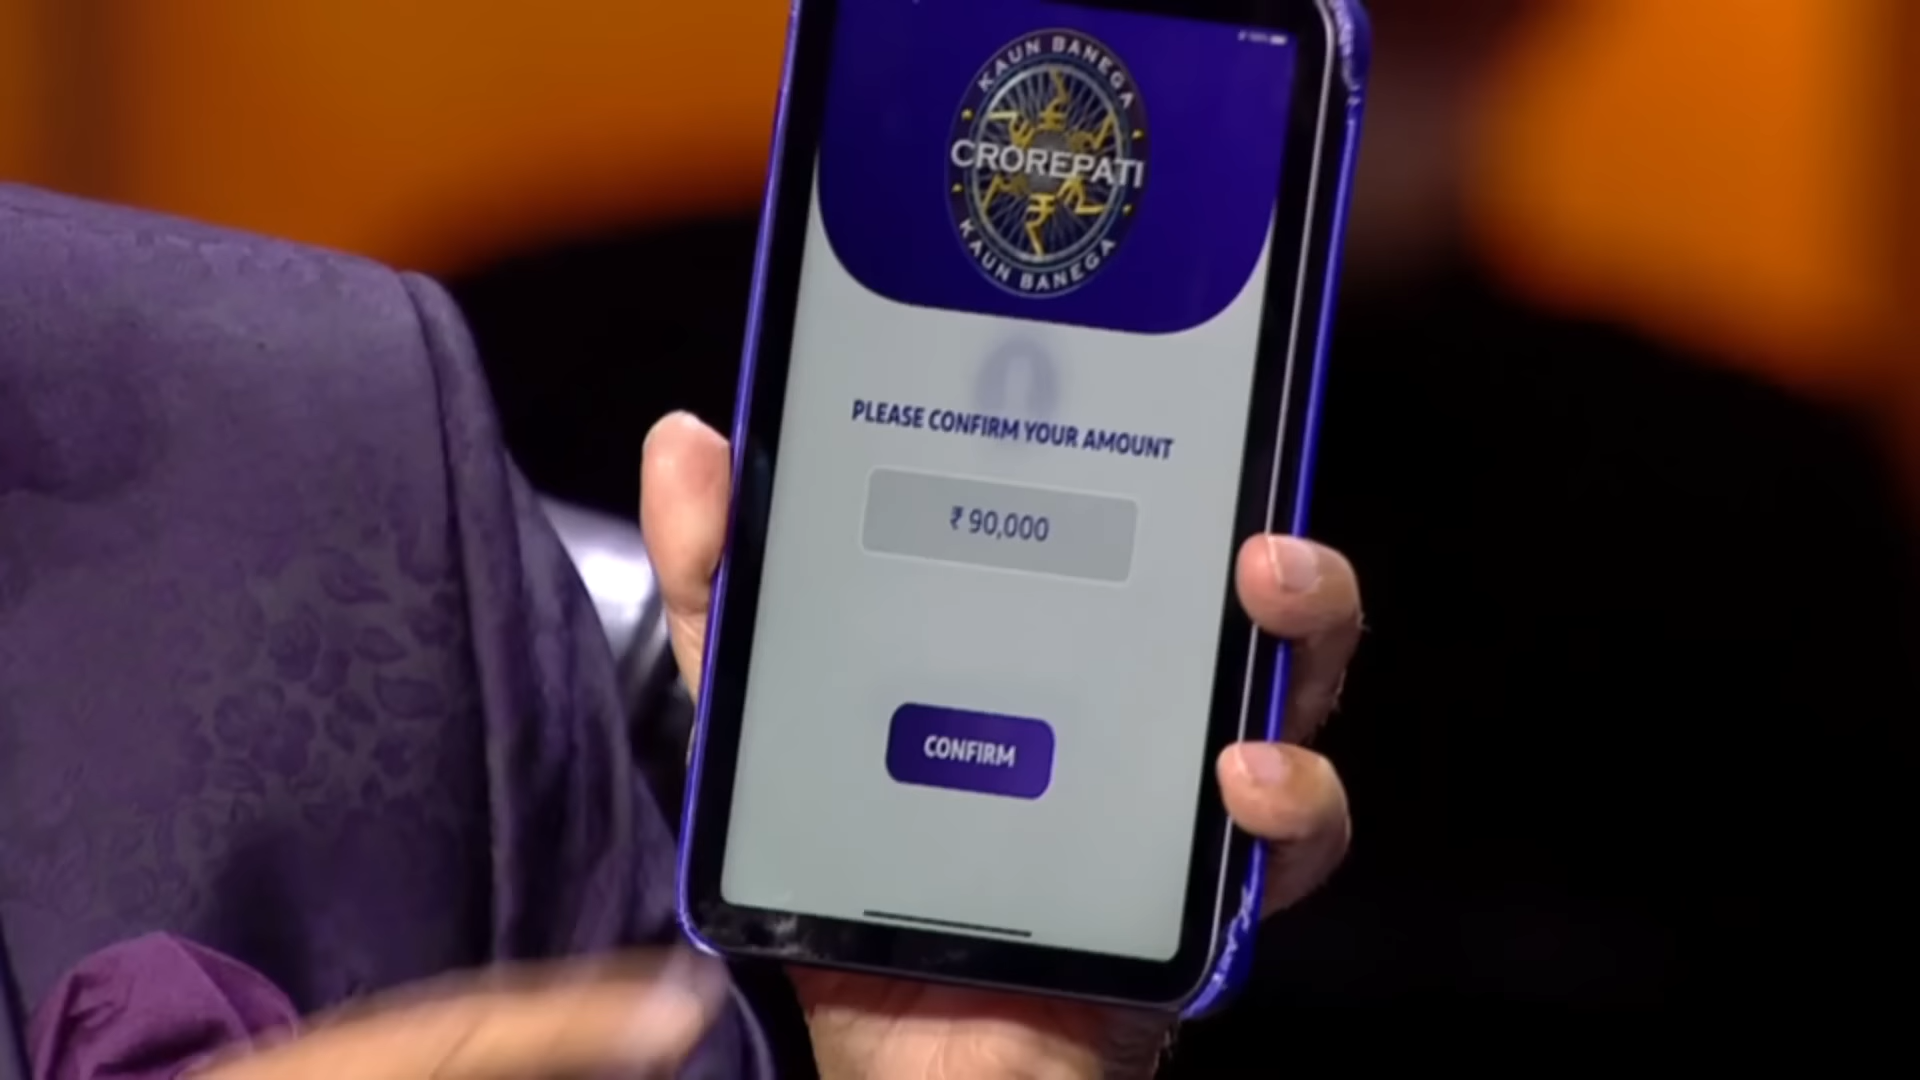 KAUN BANEGA
CROREPATI
KAUN BANEGA
PLEASE CONFIRM YOUR AMOUNT
₹ 90,000
CONFIRM